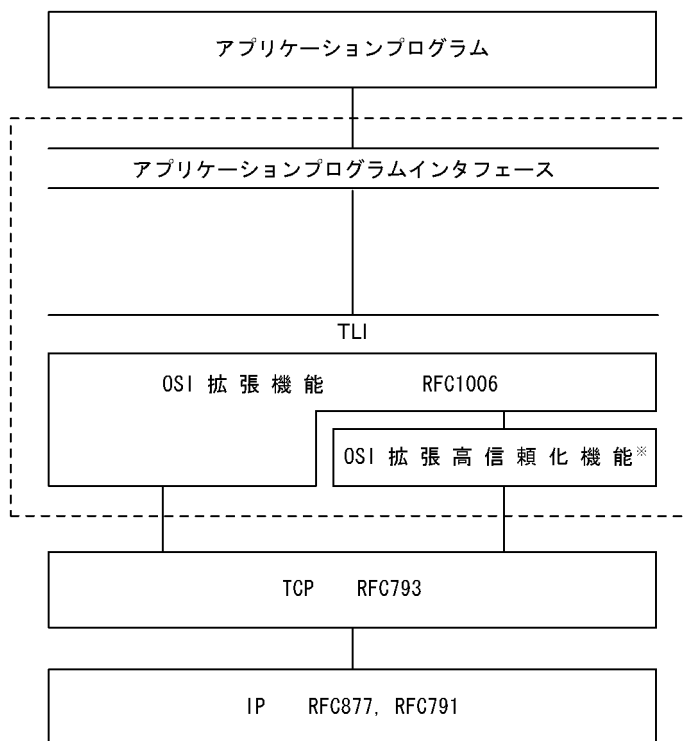 アプリケーションプログラム
アプリケーションプログラムインタフェース
TLI
OSI 拡張機能 RFC1006
OSI 拡張高信頼化機能※
TCP RFC793
IP RFC877, RFC791